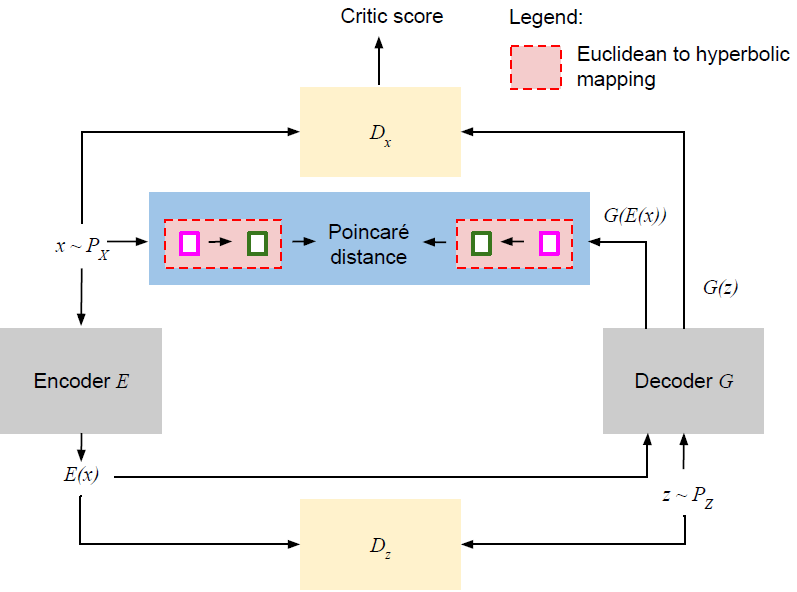 Critic score
Legend:
Euclidean to hyperbolic
mapping
Dx
x ~ PX
Poincaré
distance
G(E(x))
G(z)
Encoder E
Decoder G
E(x)
z ~ PZ
Dz